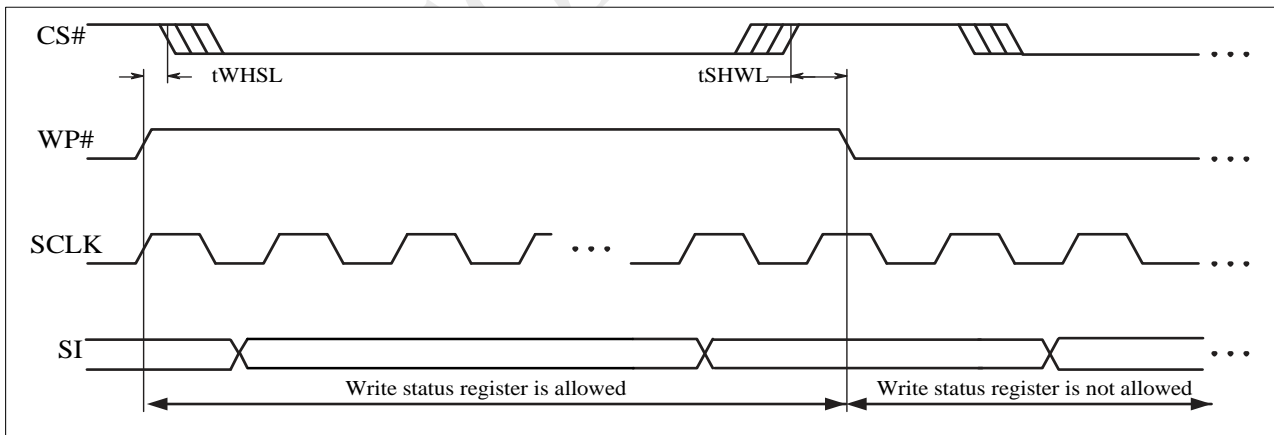 CS#
tWHSL
tSHWL
WP#
SCLK
SI
Write status register is allowed
Write status register is not allowed